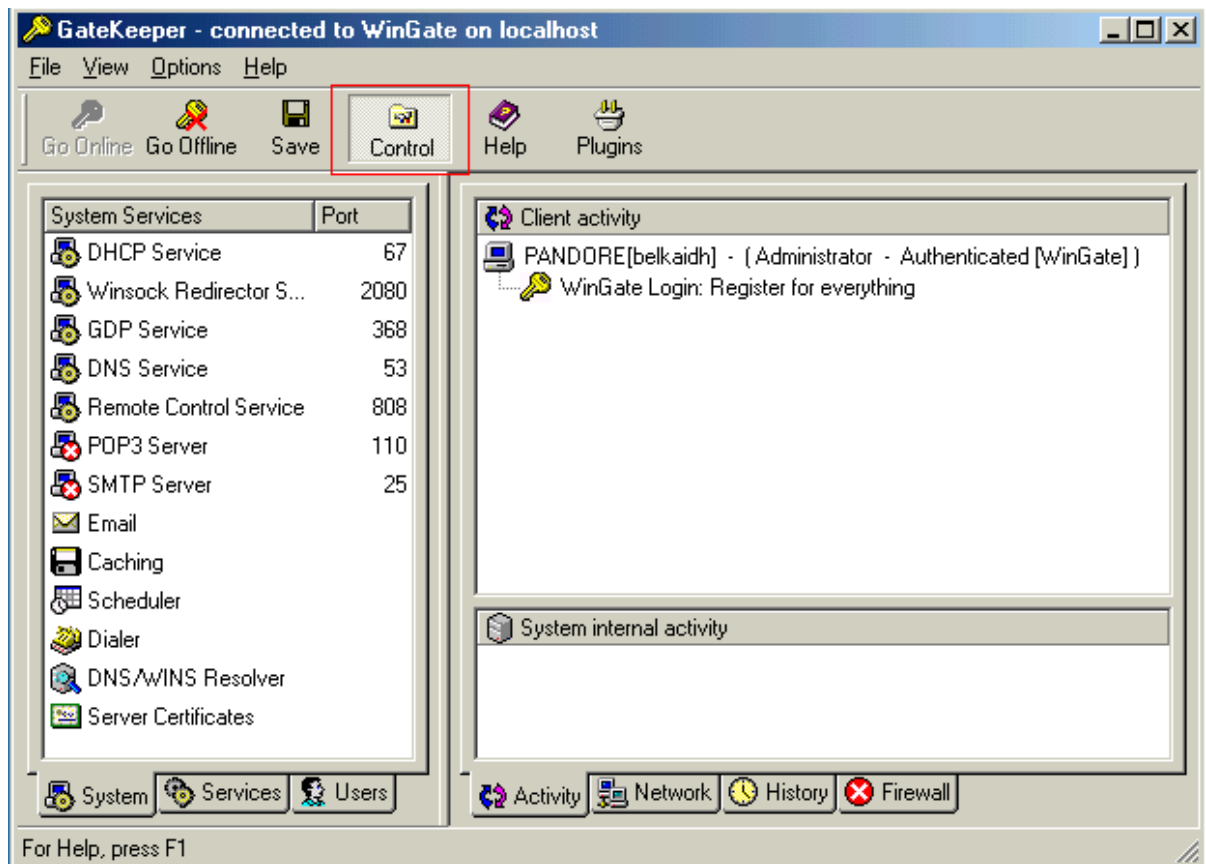 GateKeeper - connected to WinGate on localhost
File View Options Help
Go Online Go Offline Save Control Help Plugins
System Services Port
DHCP Service 67
Winsock Redirector S... 2080
GDP Service 368
DNS Service 53
Remote Control Service 808
POP3 Server 110
SMTP Server 25
Email
Caching
Scheduler
Dialer
DNS/WINS Resolver
Server Certificates
System Services Users
Client activity
PANDORE[belkaidh] - ( Administrator - Authenticated [WinGate] )
WinGate Login: Register for everything
System internal activity
Activity Network History Firewall
For Help, press F1